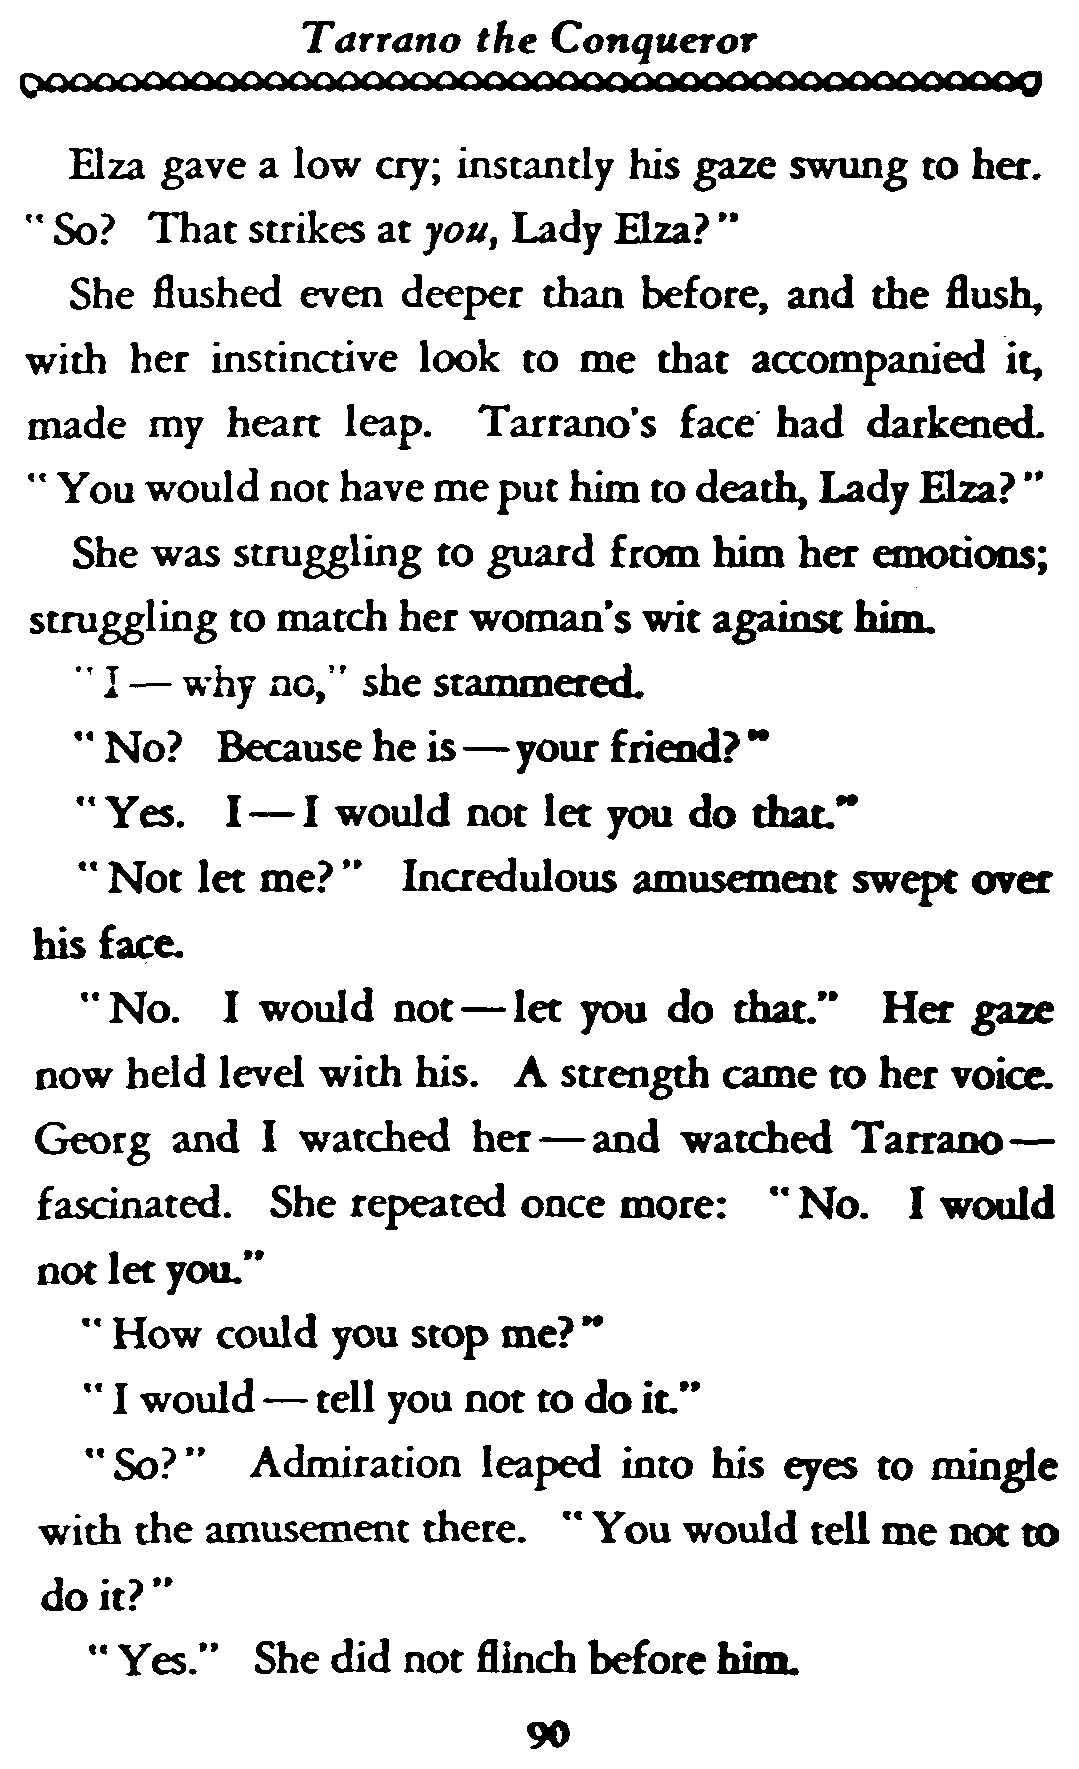 Tarrano the Conqueror
Elza gave a low cry; instantly his gaze swung to her.
"So? That strikes at you, Lady Elza?"
She flushed even deeper than before, and the flush,
with her instinctive look to me that accompanied it,
made my heart leap. Tarrano's face had darkened.
"You would not have me put him to death, Lady Elza?"
She was struggling to guard from him her emotions;
struggling to match her woman's wit against him.
"I — why no," she stammered.
"No? Because he is — your friend?"
"Yes. I — I would not let you do that."
"Not let me?" Incredulous amusement swept over
his face.
"No. I would not — let you do that." Her gaze
now held level with his. A strength came to her voice.
Georg and I watched her — and watched Tarrano —
fascinated. She repeated once more: "No. I would
not let you."
"How could you stop me?"
"I would — tell you not to do it."
"So?" Admiration leaped into his eyes to mingle
with the amusement there. "You would tell me not to
do it?"
"Yes." She did not flinch before him.
90